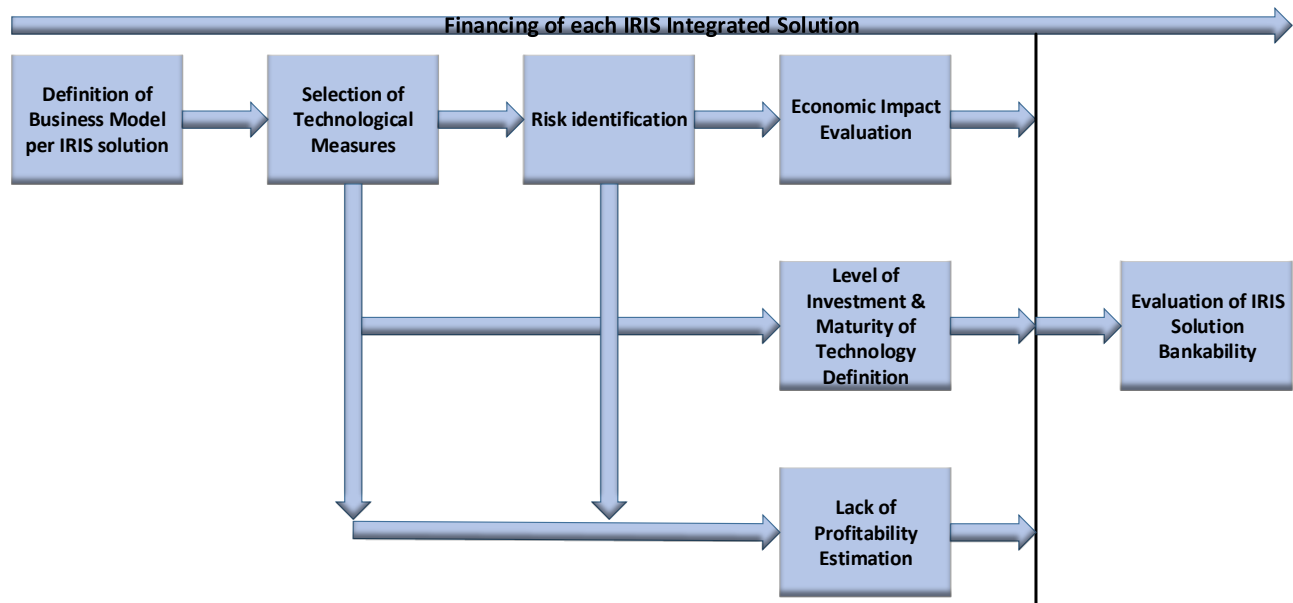 Financing of each IRIS Integrated Solution
Definition of
Business Model
per IRIS solution
Selection of
Technological
Measures
Risk identification
Economic Impact
Evaluation
Level of
Investment &
Maturity of
Technology
Definition
Evaluation of IRIS
Solution
Bankability
Lack of
Profitability
Estimation